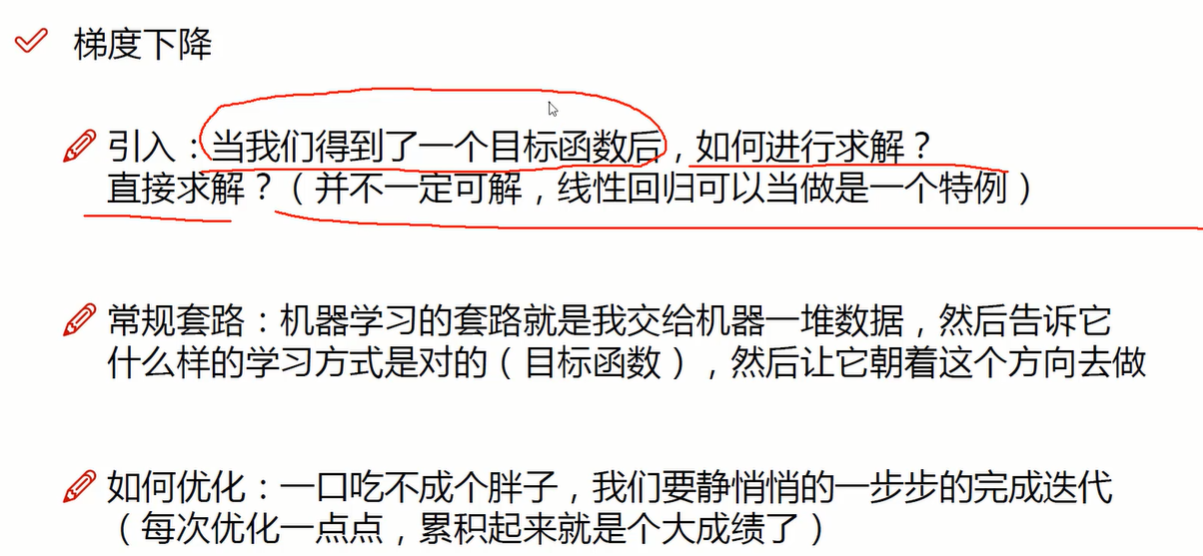 梯度下降
引入：当我们得到了一个目标函数后，如何进行求解？
直接求解？（并不一定可解，线性回归可以当做是一个特例）
常规套路：机器学习的套路就是我交给机器一堆数据，然后告诉它
什么样的学习方式是对的（目标函数），然后让它朝着这个方向去做
如何优化：一口吃不成个胖子，我们要静悄悄的一步步的完成迭代
（每次优化一点点，累积起来就是个大成绩了）